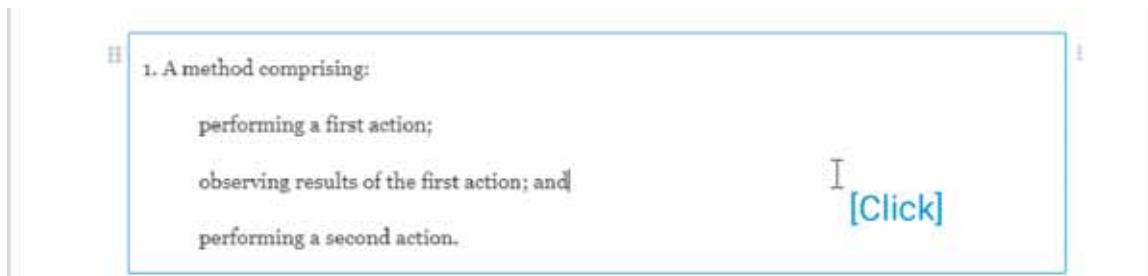 1. A method comprising:
performing a first action;
observing results of the first action; and
[Click]
performing a second action.